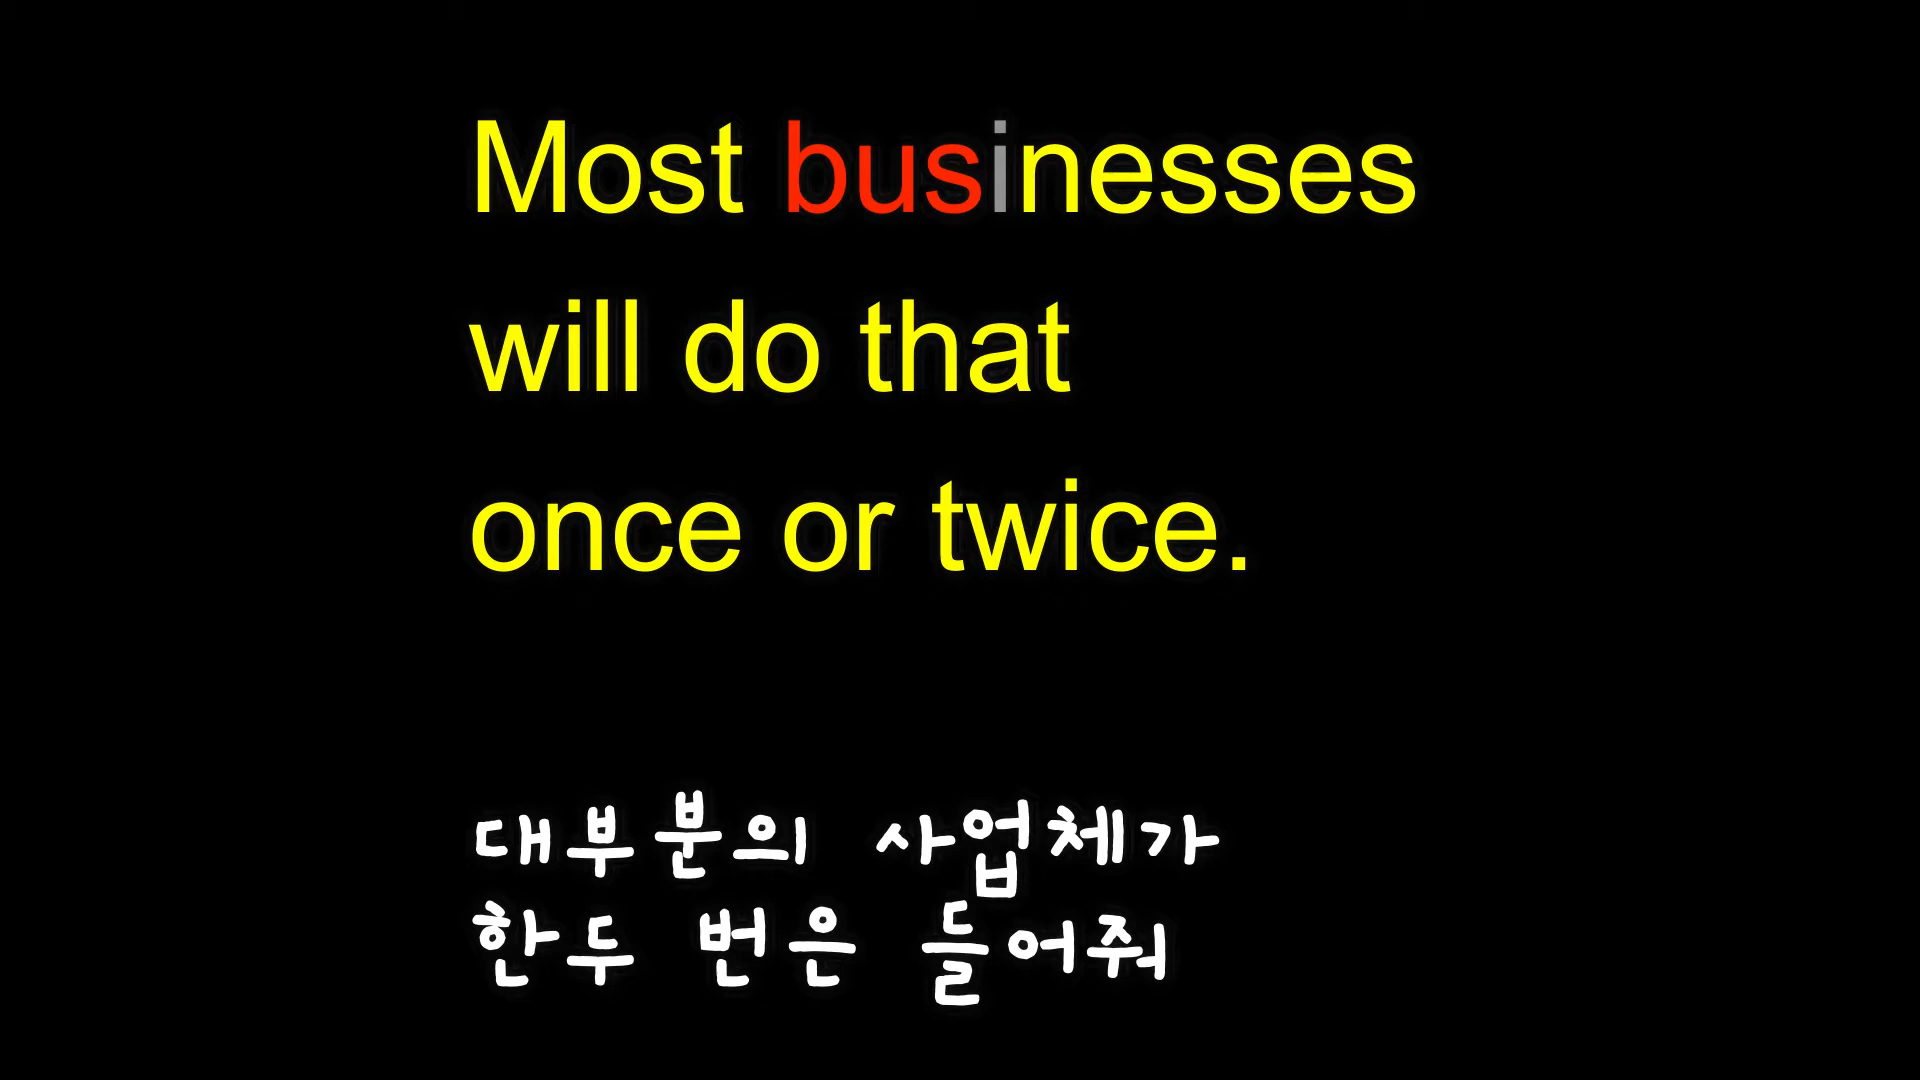 Most businesses
will do that
once or twice.
대부분의 사업체가
한두 번은 들어줘